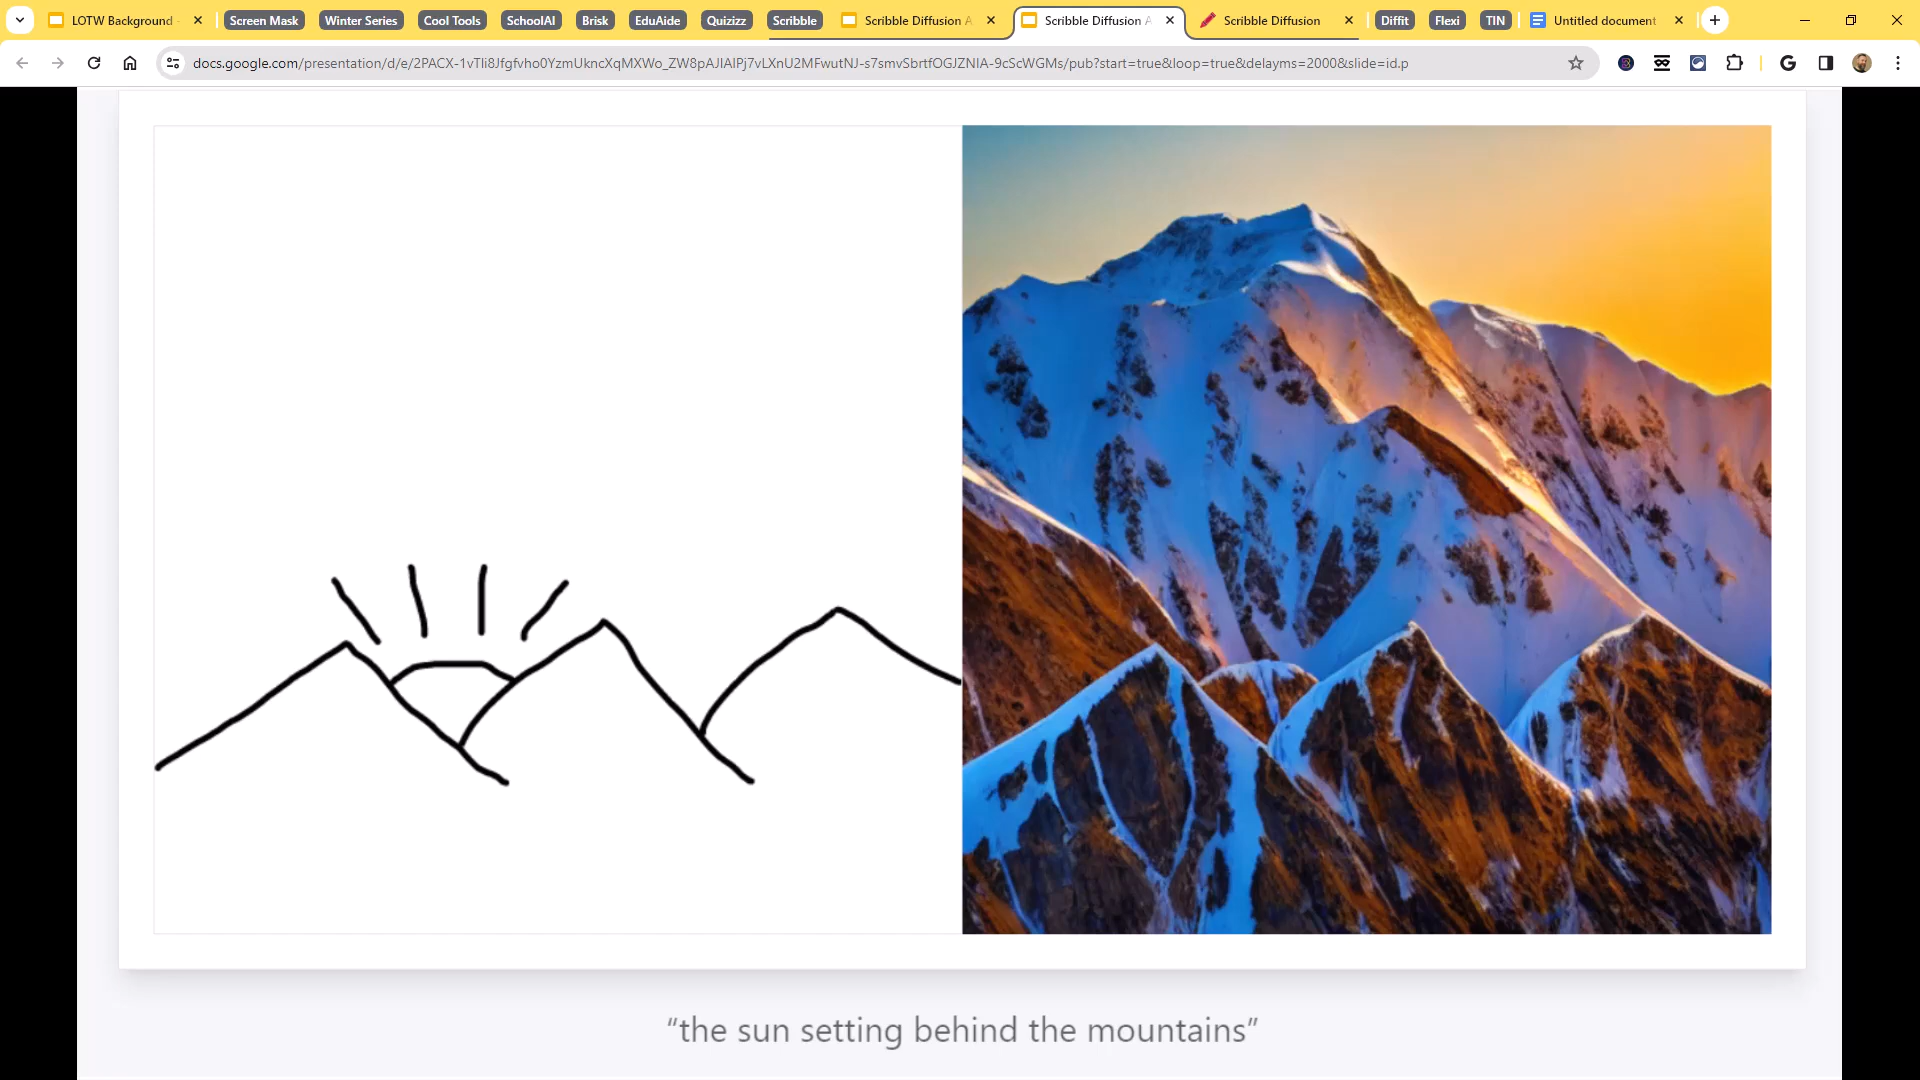 LOTW Background
Screen Mask
Winter Series
Cool Tools
SchoolAI
Brisk
EduAide
Quizizz
Scribble
Scribble Diffusion A
Scribble Diffusion A
Scribble Diffusion
Diffit
Flexi
TIN
Untitled document
docs.google.com/presentation/d/e/2PACX-1vTli8Jfgfvho0YzmUkncXqMXWo_ZW8pAJIAIPj7vLXnU2MFwutNJ-s7smvSbrtfOGJZNIA-9cScWGMs/pub?start=true&loop=true&delayms=2000&slide=id.p
“the sun setting behind the mountains”